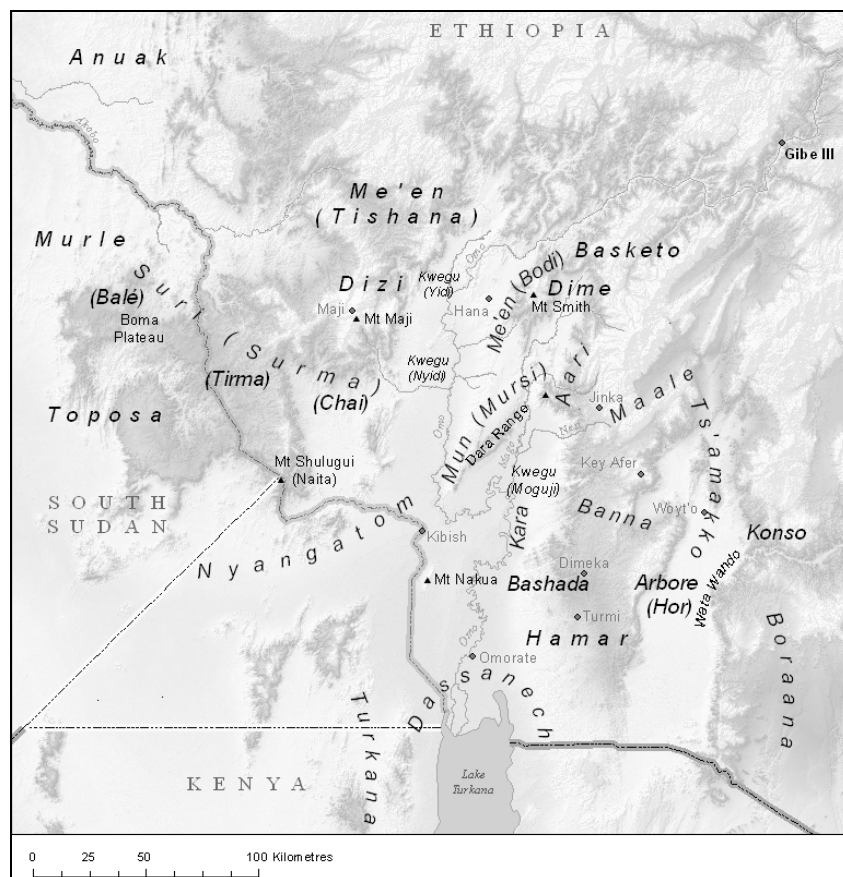 ETHIOPIA
Anuak
Akobo
Gibe III
Me'en
(Tishana)
Murle
Omo
Basketo
Dizi
Kwegu
(Yidi)
Me'en (Bodi)
Dime
Suri (Surma)
(Balé)
Boma
Plateau
Maji
Mt Maji
Hana
Mt Smith
Kwegu
(Nyidi)
(Tirma)
(Chai)
Aari
Mun (Mursi)
Dara Range
Jinka
Maale
Toposa
Omo
Mago
Neri
Ts'amakko
Mt Shulugui
(Naita)
Kwegu
(Moguji)
Key Afer
SOUTH
SUDAN
Nyangatom
Kibish
Kara
Banna
Woyt'o
Konso
Mt Nakua
Dimeka
Bashada
Arbore
(Hor)
Wata Wando
Turmi
Hamar
Omo
Omorate
Boraana
Dassanech
Turkana
KENYA
Lake
Turkana
0 25 50 100 Kilometres